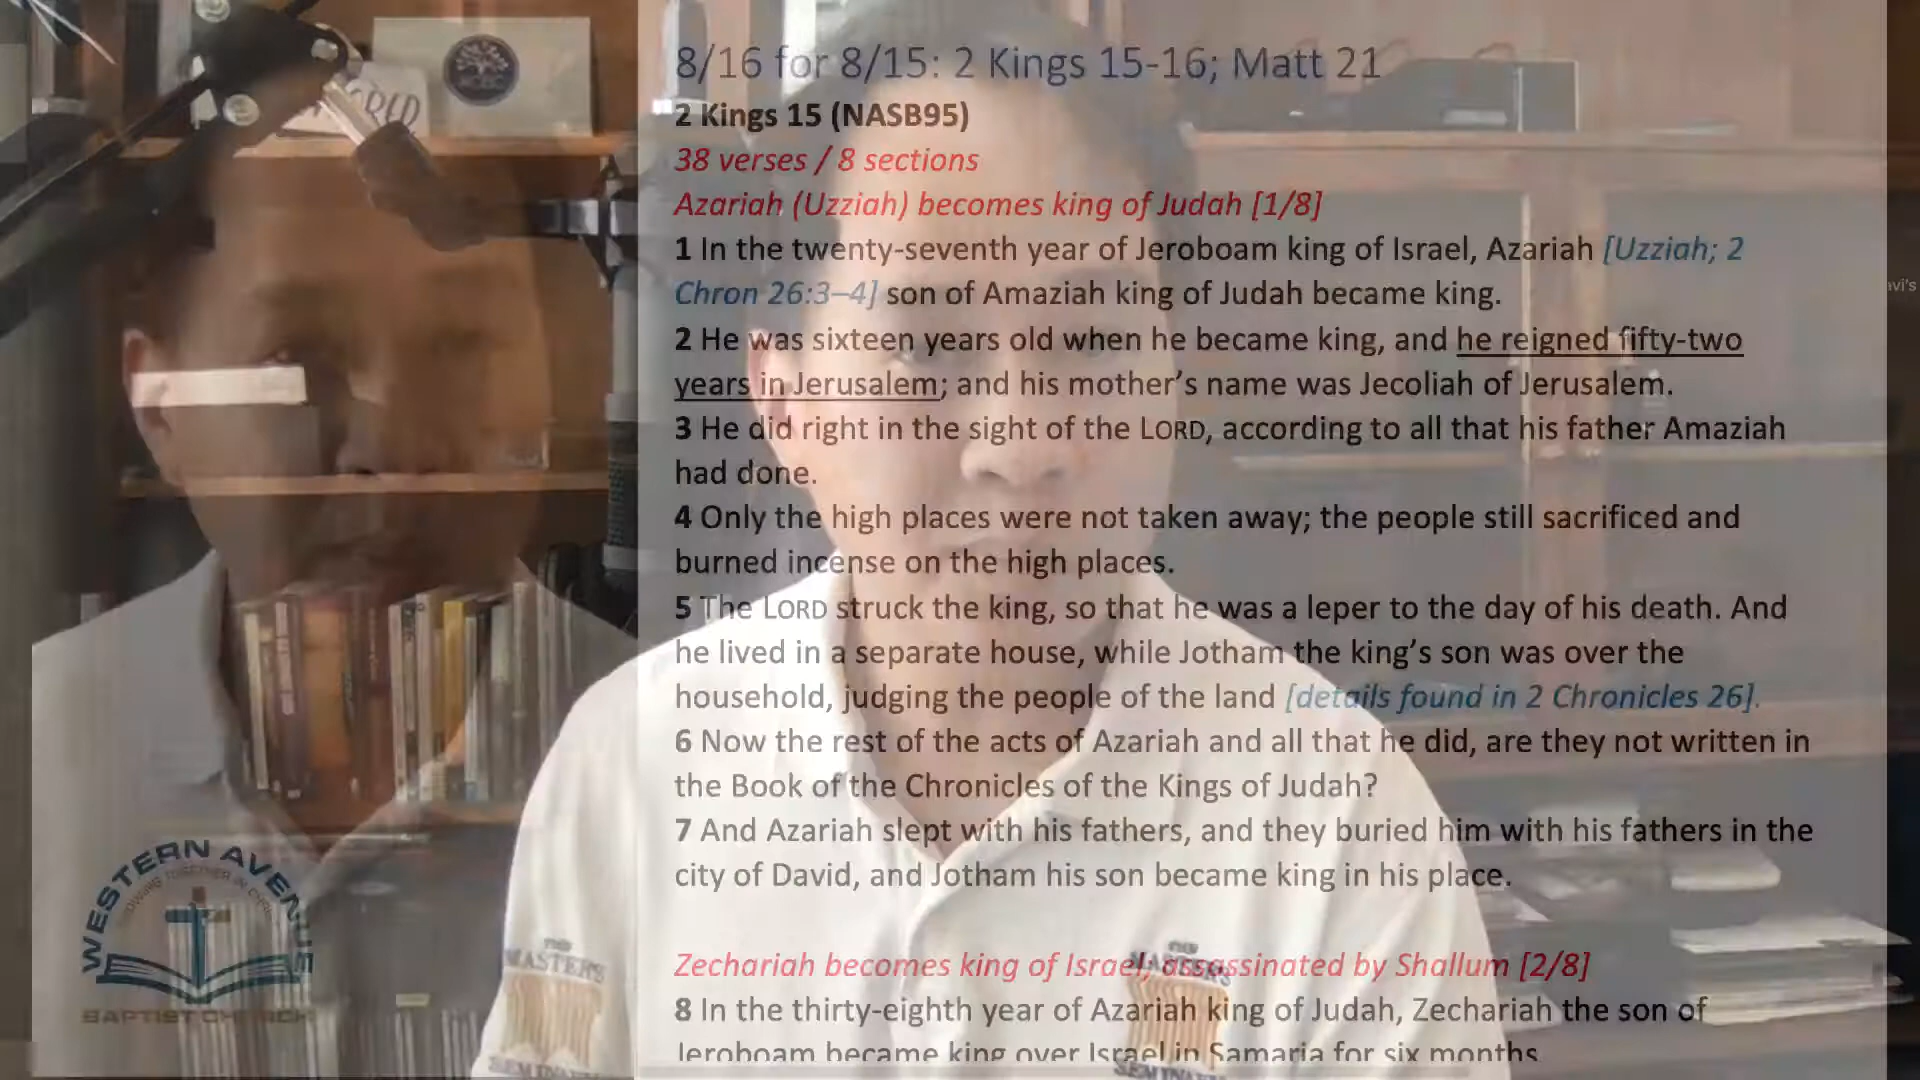 8/16 for 8/15: 2 Kings 15-16; Matt 21
2 Kings 15 (NASB95)
38 verses / 8 sections
Azariah (Uzziah) becomes king of Judah [1/8]
1 In the twenty-seventh year of Jeroboam king of Israel, Azariah [Uzziah; 2
Chron 26:3–4] son of Amaziah king of Judah became king.
2 He was sixteen years old when he became king, and he reigned fifty-two
years in Jerusalem; and his mother’s name was Jecoliah of Jerusalem.
3 He did right in the sight of the LORD, according to all that his father Amaziah
had done.
4 Only the high places were not taken away; the people still sacrificed and
burned incense on the high places.
5 The LORD struck the king, so that he was a leper to the day of his death. And
he lived in a separate house, while Jotham the king’s son was over the
household, judging the people of the land [details found in 2 Chronicles 26].
6 Now the rest of the acts of Azariah and all that he did, are they not written in
the Book of the Chronicles of the Kings of Judah?
7 And Azariah slept with his fathers, and they buried him with his fathers in the
city of David, and Jotham his son became king in his place.
Zechariah becomes king of Israel, assassinated by Shallum [2/8]
8 In the thirty-eighth year of Azariah king of Judah, Zechariah the son of
Jeroboam became king over Israel in Samaria for six months
WESTERN AVENUE
BAPTIST CHURCH
THE
MASTER'S
SEMINARY
THE
MASTER'S
SEMINARY